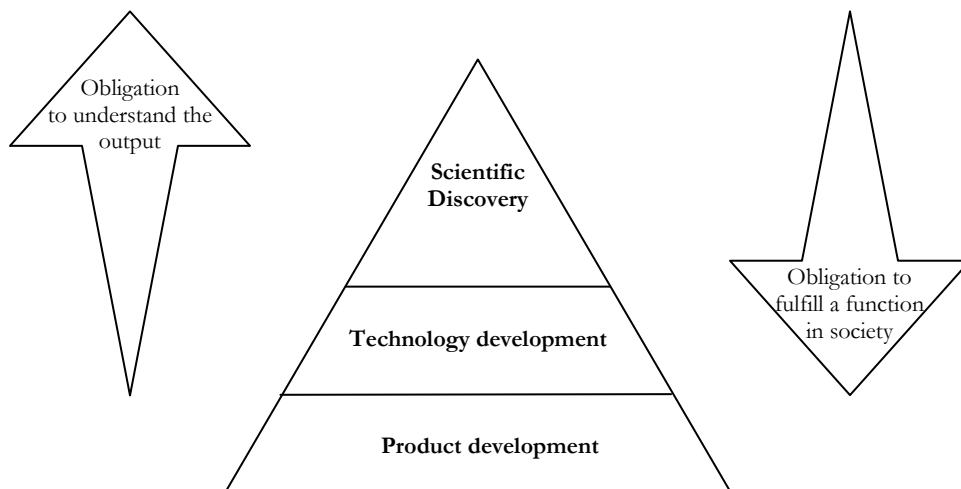 Obligation
to understand the
output
Scientific
Discovery
Technology development
Product development
Obligation to
fulfill a function
in society